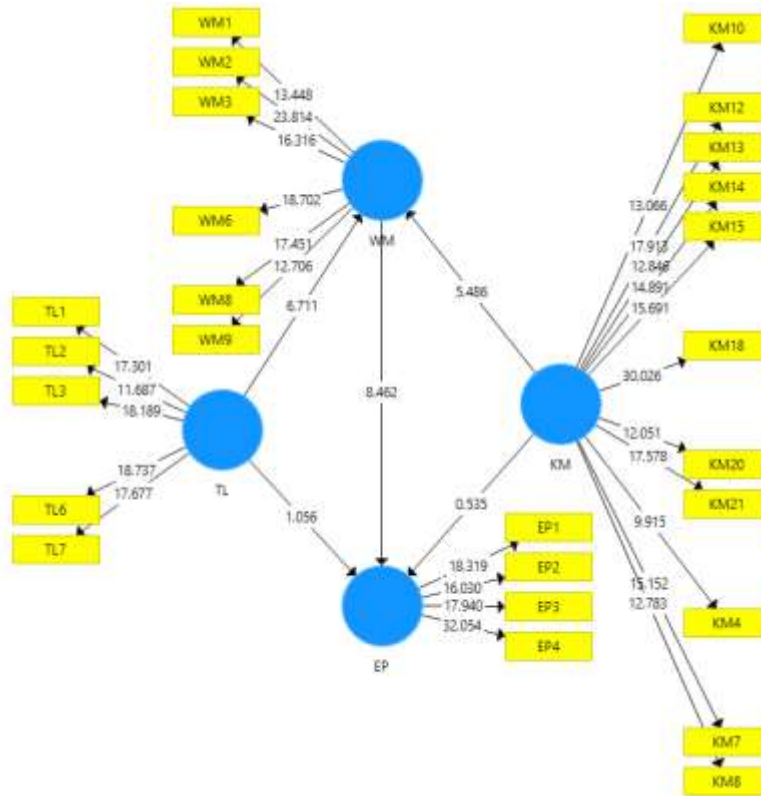 WM1
WM2
WM3
WM6
WM8
WM9
13.448
23.814
16.316
18.702
17.451
12.706
WM
KM10
KM12
KM13
KM14
KM15
KM18
KM20
KM21
KM4
KM7
KM8
13.066
17.913
12.846
14.891
15.691
30.026
12.051
17.578
9.915
15.152
12.783
KM
TL1
TL2
TL3
TL6
TL7
17.301
11.687
18.189
18.737
17.677
TL
6.711
5.486
8.462
1.056
0.535
EP1
EP2
EP3
EP4
18.319
16.030
17.940
32.054
EP